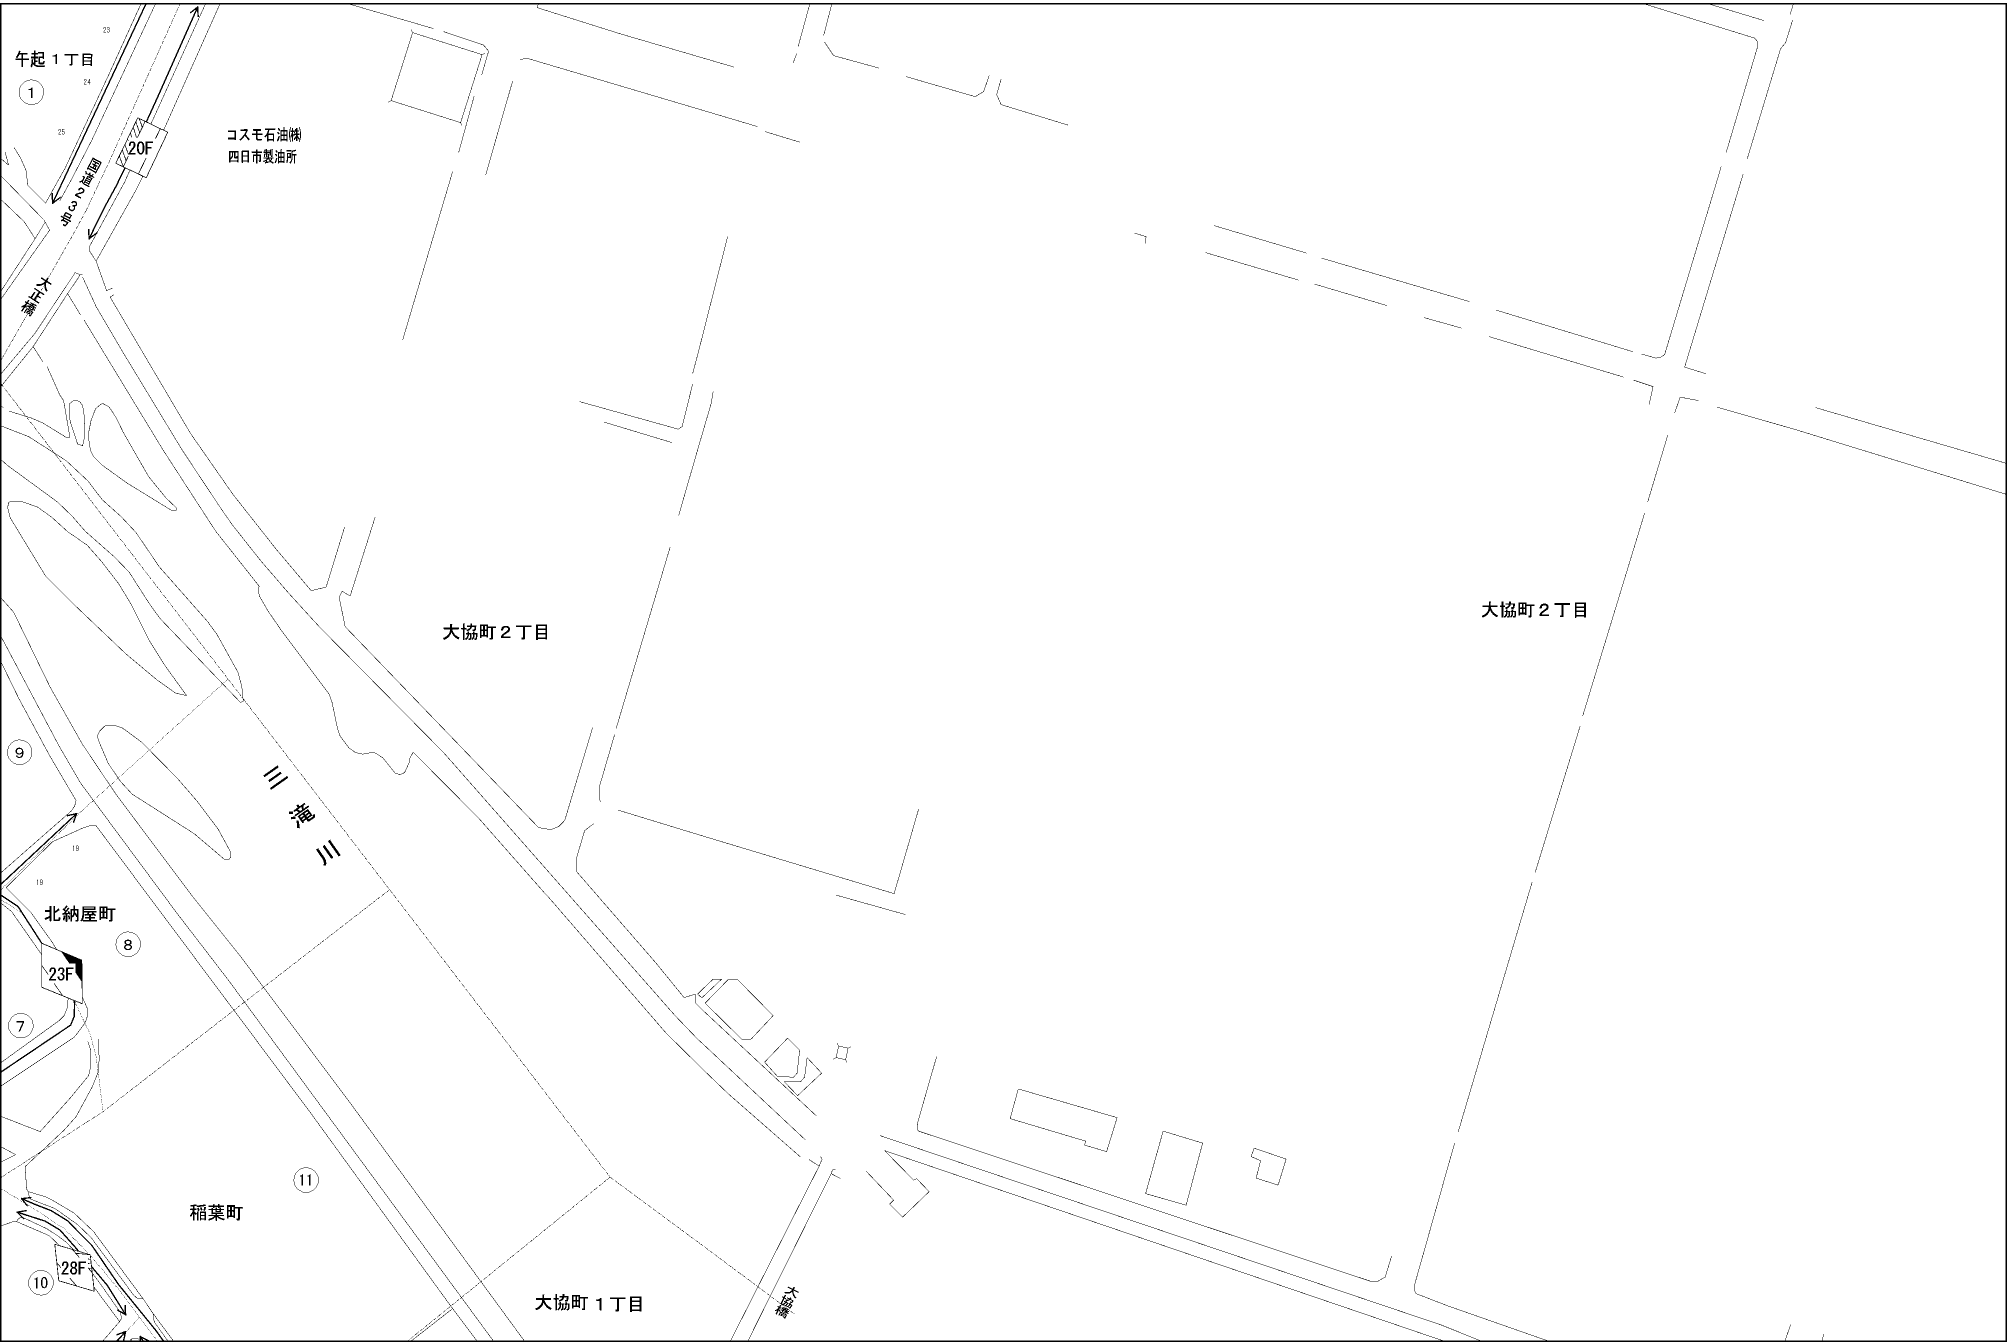 23
午起１丁目
24
1
25
20F
コスモ石油㈱
四日市製油所
国道２３号
大正橋
大協町２丁目
大協町２丁目
9
三滝川
19
19
北納屋町
8
23F
7
11
稲葉町
28F
10
大協町１丁目
大協橋